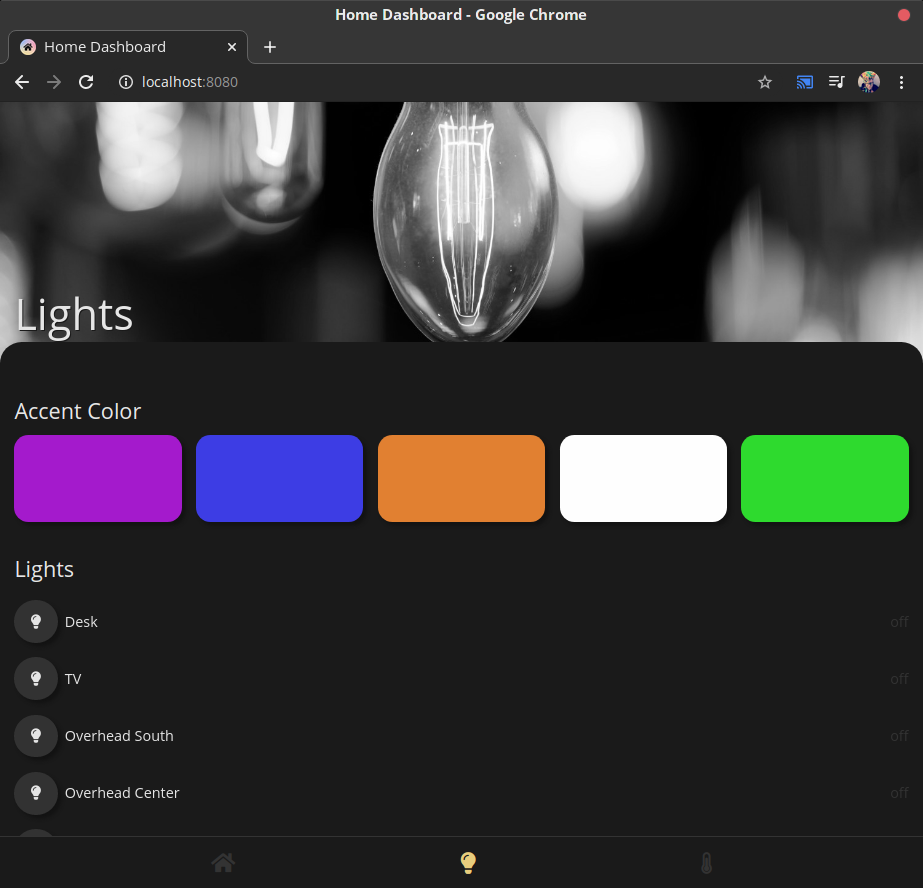 Home Dashboard - Google Chrome
Home Dashboard
localhost:8080
Lights
Accent Color
Lights
Desk off
TV off
Overhead South off
Overhead Center off